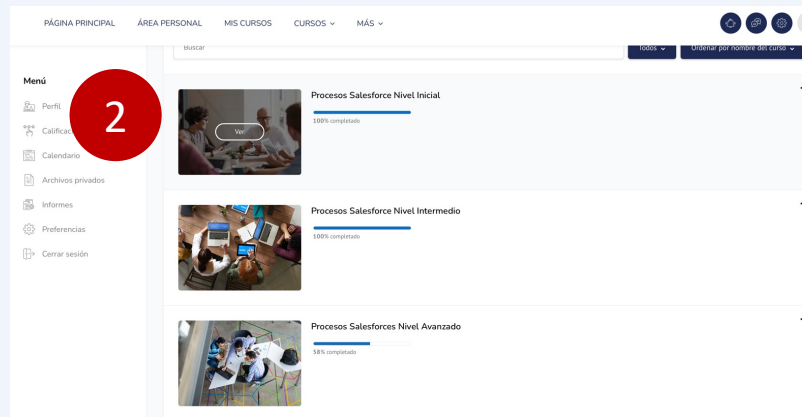 PÁGINA PRINCIPAL ÁREA PERSONAL MIS CURSOS CURSOS MÁS
Buscar Todos Ordenar por nombre del curso
Menú
Perfil
2
Calendario
Archivos privados
Informes
Preferencias
Cerrar sesión
Procesos Salesforce Nivel Inicial
100% completado
Ver
Procesos Salesforce Nivel Intermedio
100% completado
Procesos Salesforces Nivel Avanzado
58% completado